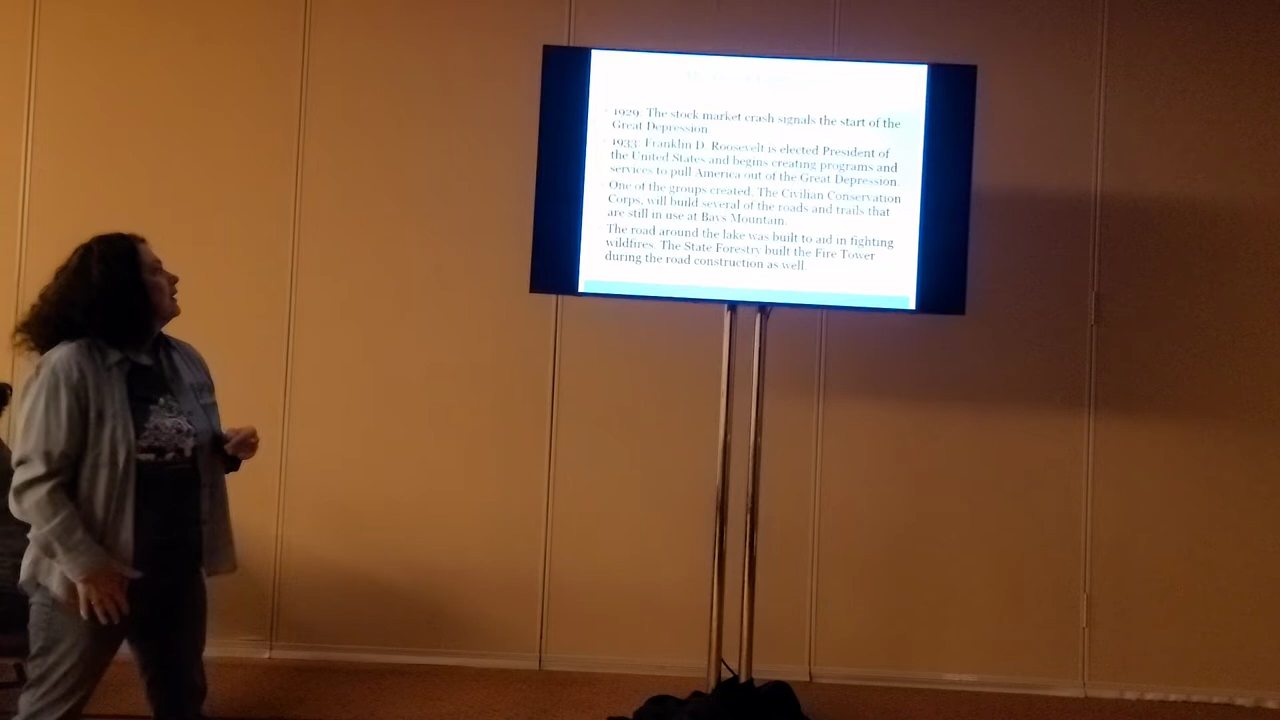 1929: The stock market crash signals the start of the
Great Depression
1933: Franklin D. Roosevelt is elected President of
the United States and begins creating programs and
services to pull America out of the Great Depression.
One of the groups created, The Civilian Conservation
Corps, will build several of the roads and trails that
are still in use at Bays Mountain.
The road around the lake was built to aid in fighting
wildfires. The State Forestry built the Fire Tower
during the road construction as well.